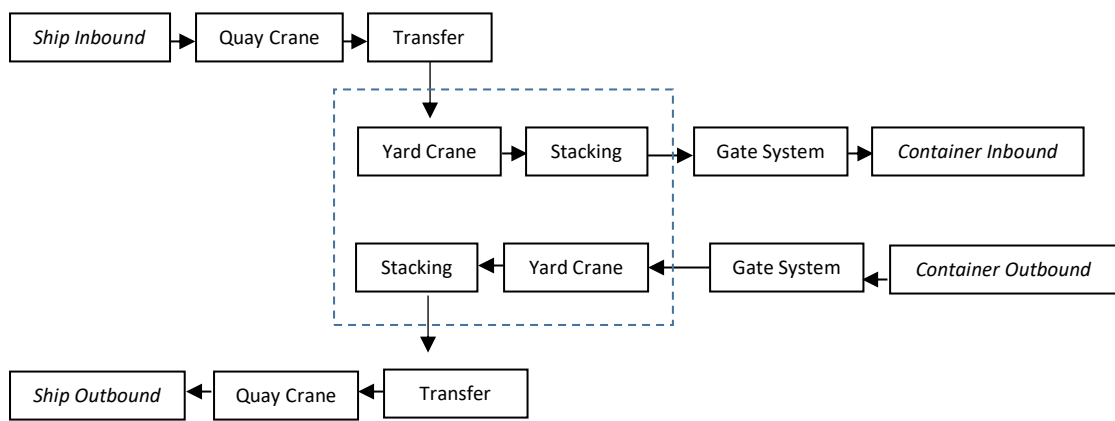 Ship Inbound
Quay Crane
Transfer
Yard Crane
Stacking
Gate System
Container Inbound
Stacking
Yard Crane
Gate System
Container Outbound
Ship Outbound
Quay Crane
Transfer